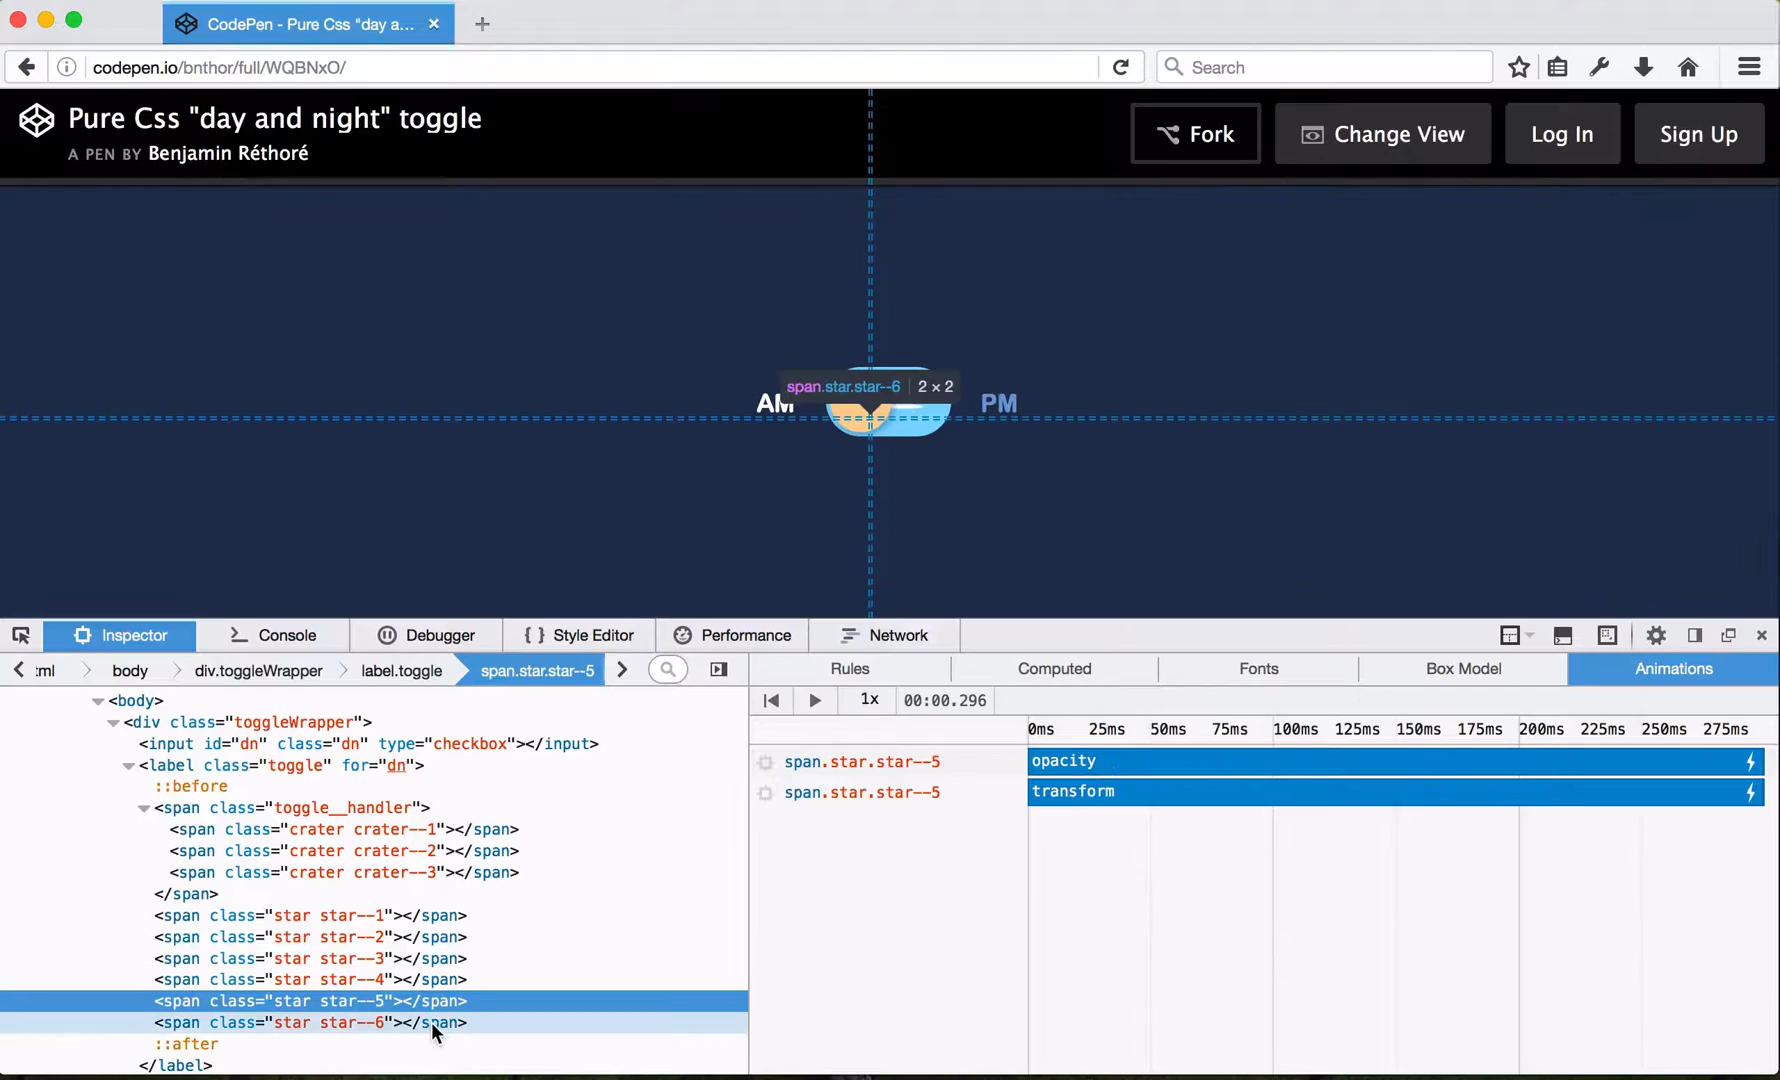 CodePen - Pure Css "day a...
codepen.io/bnthor/full/WQBNxO/
Search
Pure Css "day and night" toggle
A PEN BY Benjamin Réthoré
Fork
Change View
Log In
Sign Up
span.star.star--6 | 2 × 2
AM
PM
Inspector
Console
Debugger
Style Editor
Performance
Network
tml
body
div.toggleWrapper
label.toggle
span.star.star--5
Rules
Computed
Fonts
Box Model
Animations
1x
00:00.296
0ms 25ms 50ms 75ms 100ms 125ms 150ms 175ms 200ms 225ms 250ms 275ms
span.star.star--5
opacity
span.star.star--5
transform
<body>
<div class="toggleWrapper">
<input id="dn" class="dn" type="checkbox"></input>
<label class="toggle" for="dn">
::before
<span class="toggle__handler">
<span class="crater crater--1"></span>
<span class="crater crater--2"></span>
<span class="crater crater--3"></span>
</span>
<span class="star star--1"></span>
<span class="star star--2"></span>
<span class="star star--3"></span>
<span class="star star--4"></span>
<span class="star star--5"></span>
<span class="star star--6"></span>
::after
</label>